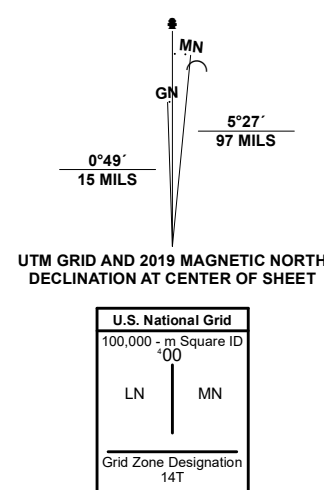 MN
GN
5°27´
97 MILS
0°49´
15 MILS
UTM GRID AND 2019 MAGNETIC NORTH
DECLINATION AT CENTER OF SHEET
U.S. National Grid
100,000 - m Square ID
⁴00
LN MN
Grid Zone Designation
14T